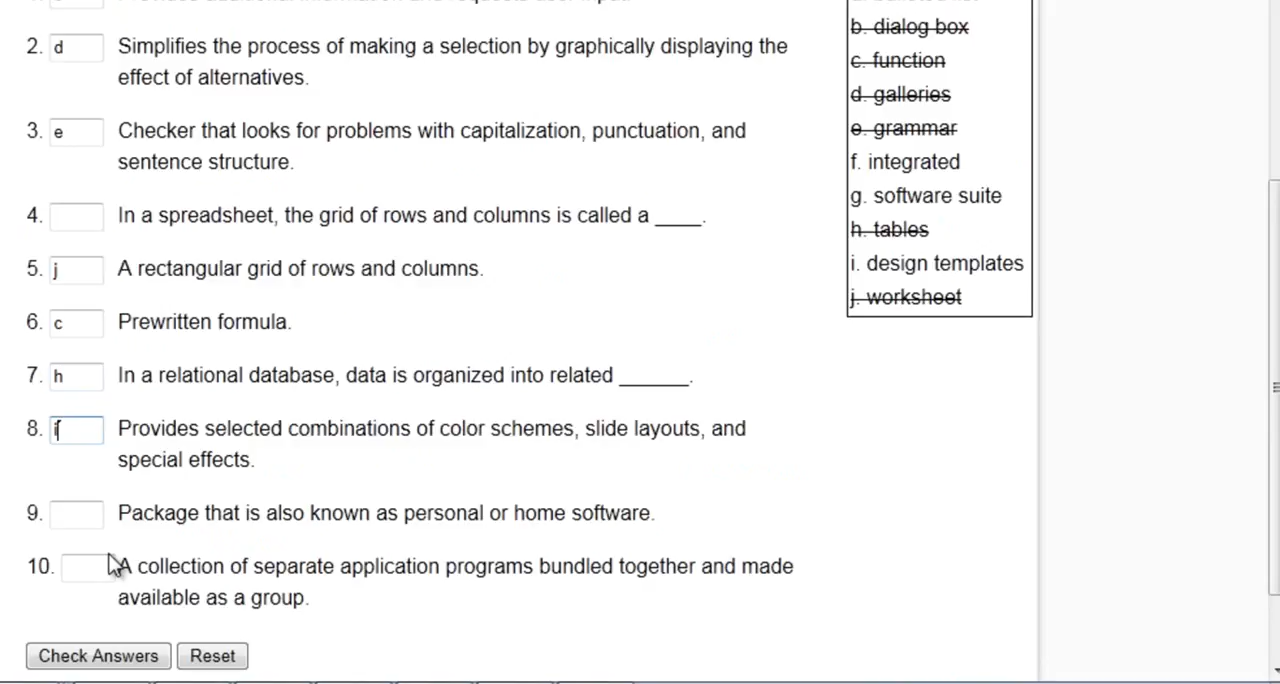 2. d Simplifies the process of making a selection by graphically displaying the
effect of alternatives.
3. e Checker that looks for problems with capitalization, punctuation, and
sentence structure.
4. In a spreadsheet, the grid of rows and columns is called a ____.
5. j A rectangular grid of rows and columns.
6. c Prewritten formula.
7. h In a relational database, data is organized into related ______.
8. i Provides selected combinations of color schemes, slide layouts, and
special effects.
9. Package that is also known as personal or home software.
10. A collection of separate application programs bundled together and made
available as a group.
Check Answers Reset
b. dialog box
c. function
d. galleries
e. grammar
f. integrated
g. software suite
h. tables
i. design templates
j. worksheet